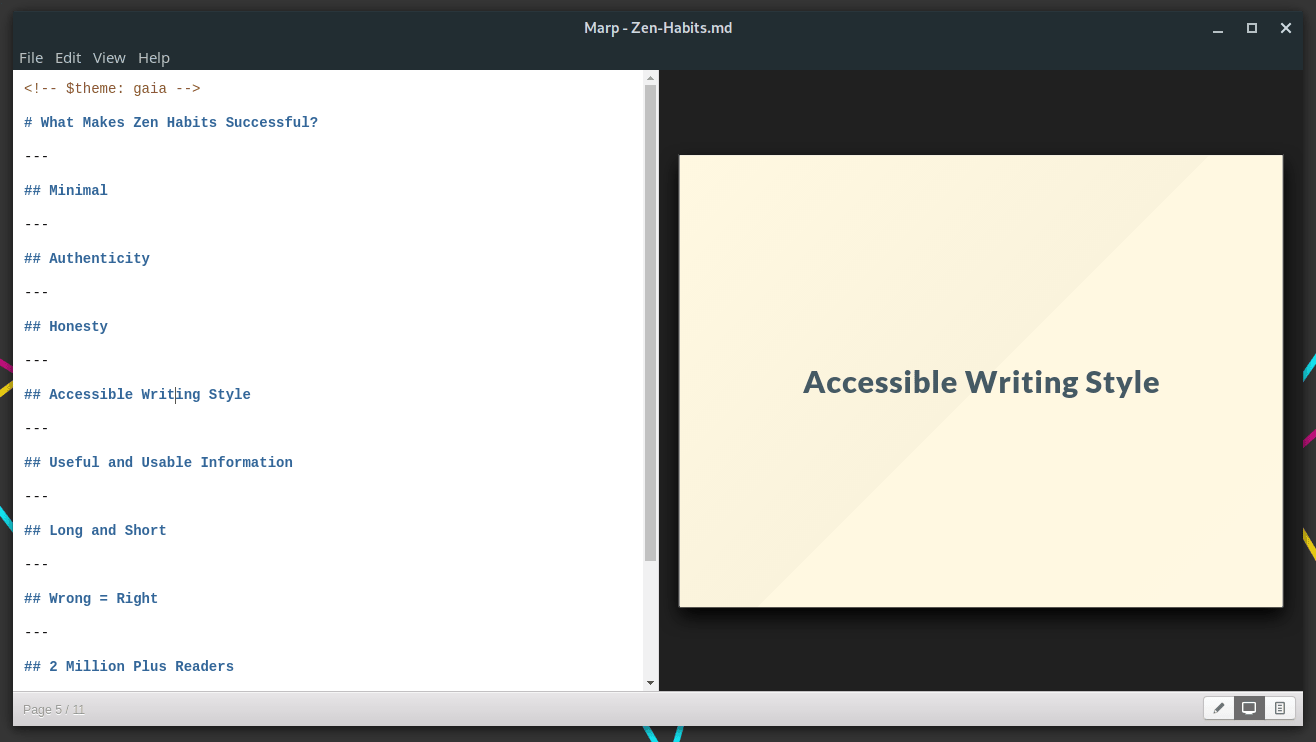 Marp - Zen-Habits.md
File Edit View Help
<!-- $theme: gaia -->
# What Makes Zen Habits Successful?
---
## Minimal
---
## Authenticity
---
## Honesty
---
## Accessible Writing Style
---
## Useful and Usable Information
---
## Long and Short
---
## Wrong = Right
---
## 2 Million Plus Readers
Accessible Writing Style
Page 5 / 11